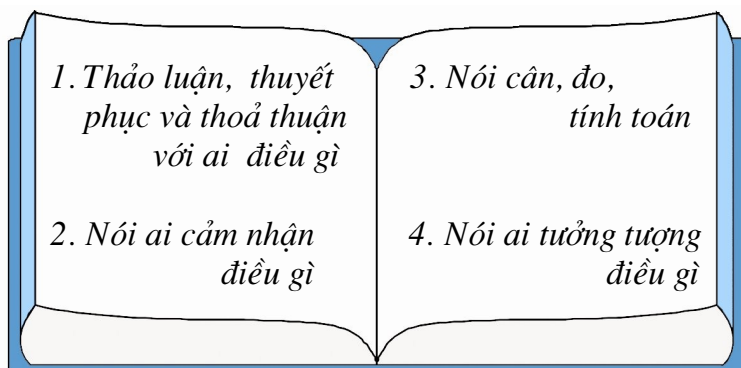 1. Thảo luận, thuyết
phục và thoả thuận
với ai điều gì
2. Nói ai cảm nhận
điều gì
3. Nói cân, đo,
tính toán
4. Nói ai tưởng tượng
điều gì